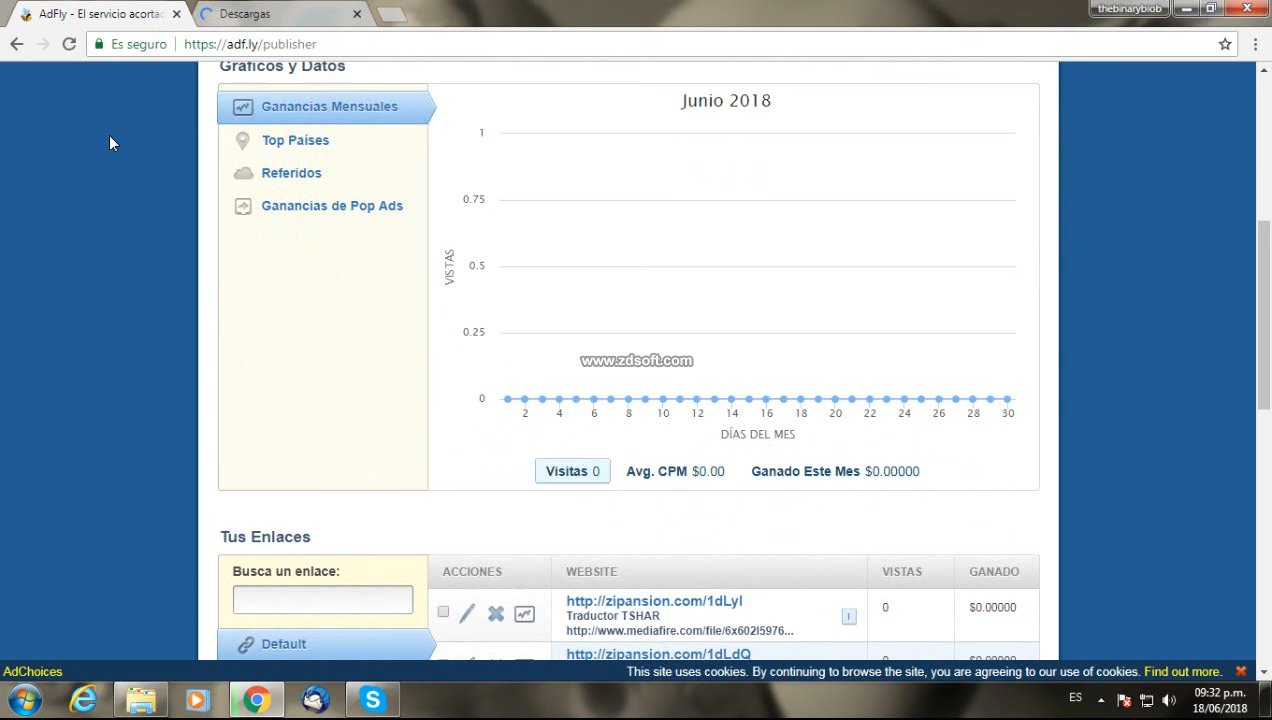 AdFly - El servicio acortad
Descargas
thebinaryblob
Es seguro
https://adf.ly/publisher
Gráficos y Datos
Ganancias Mensuales
Top Países
Referidos
Ganancias de Pop Ads
Junio 2018
1
0.75
0.5
0.25
0
VISTAS
2 4 6 8 10 12 14 16 18 20 22 24 26 28 30
DÍAS DEL MES
www.zdsoft.com
Visitas 0
Avg. CPM $0.00
Ganado Este Mes $0.00000
Tus Enlaces
Busca un enlace:
Default
ACCIONES
WEBSITE
VISTAS
GANADO
http://zipansion.com/1dLyI
Traductor TSHAR
http://www.mediafire.com/file/6x602l5976...
I
0
$0.00000
http://zipansion.com/1dLdQ
0
$0.00000
AdChoices
This site uses cookies. By continuing to browse the site, you are agreeing to our use of cookies. Find out more.
ES
09:32 p.m.
18/06/2018